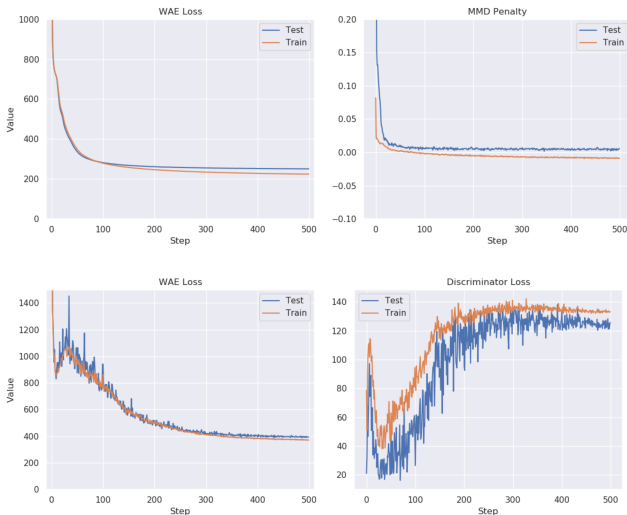 WAE Loss
1000
800
600
400
200
0
Value
Test
Train
0 100 200 300 400 500
Step
MMD Penalty
0.20
0.15
0.10
0.05
0.00
−0.05
−0.10
Test
Train
0 100 200 300 400 500
Step
WAE Loss
1400
1200
1000
800
600
400
200
0
Value
Test
Train
0 100 200 300 400 500
Step
Discriminator Loss
140
120
100
80
60
40
20
Test
Train
0 100 200 300 400 500
Step